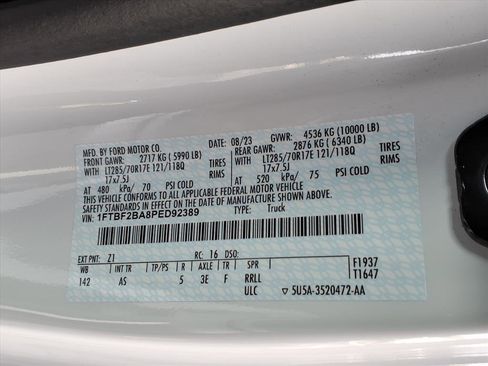 MFD. BY FORD MOTOR CO. DATE: 08/23 GVWR: 4536 KG (10000 LB)
FRONT GAWR: 2717 KG (5990 LB) REAR GAWR: 2876 KG (6340 LB)
WITH LT285/70R17E 121/118Q TIRES WITH LT285/70R17E 121/118Q TIRES
17x7.5J RIMS 17x7.5J RIMS
AT 480 kPa/ 70 PSI COLD AT 520 kPa/ 75 PSI COLD
THIS VEHICLE CONFORMS TO ALL APPLICABLE FEDERAL MOTOR VEHICLE
SAFETY AND THEFT PREVENTION STANDARDS IN EFFECT ON THE DATE OF MANUFACTURE SHOWN ABOVE.
VIN: 1FTBF2BA8PED92389 TYPE: Truck
EXT PNT: Z1 RC: 16 DSO: F1937
WB INT TR TP/PS R AXLE TR SPR T1647
142 AS 5 3E F RRLL
ULC ▽ 5U5A-3520472-AA